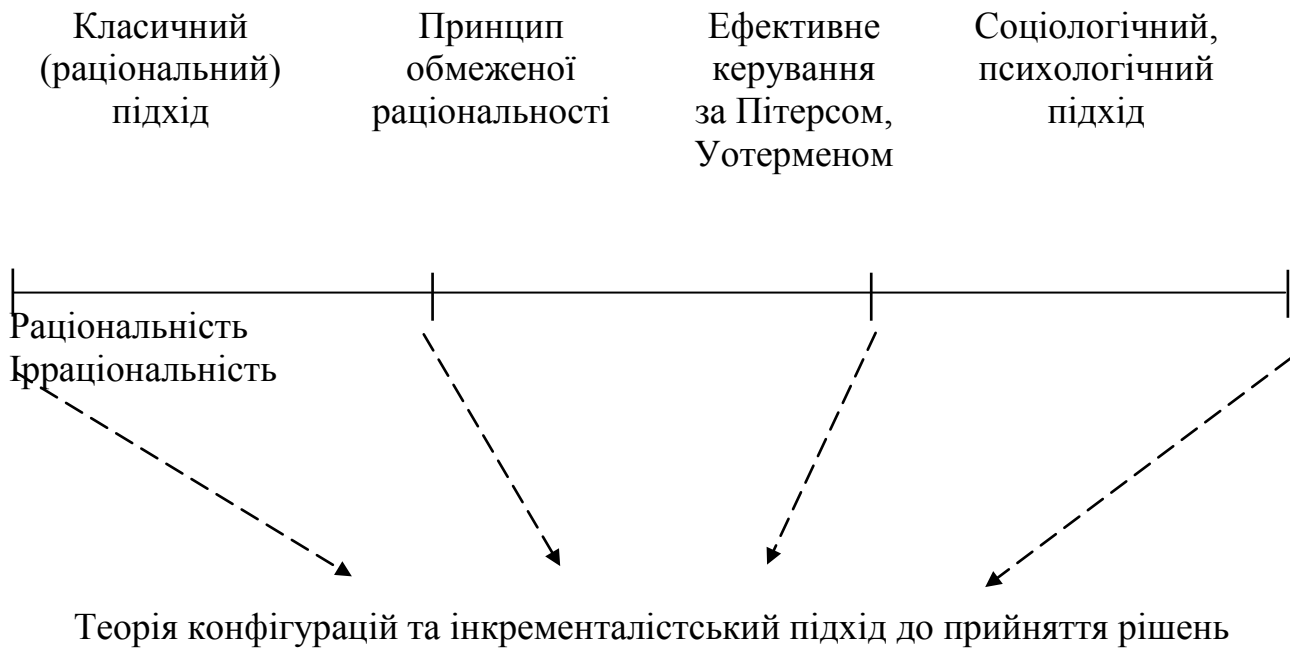 Класичний
(раціональний)
підхід
Принцип
обмеженої
раціональності
Ефективне
керування
за Пітерсом,
Уотерменом
Соціологічний,
психологічний
підхід
Раціональність
Ірраціональність
Теорія конфігурацій та інкременталістський підхід до прийняття рішень